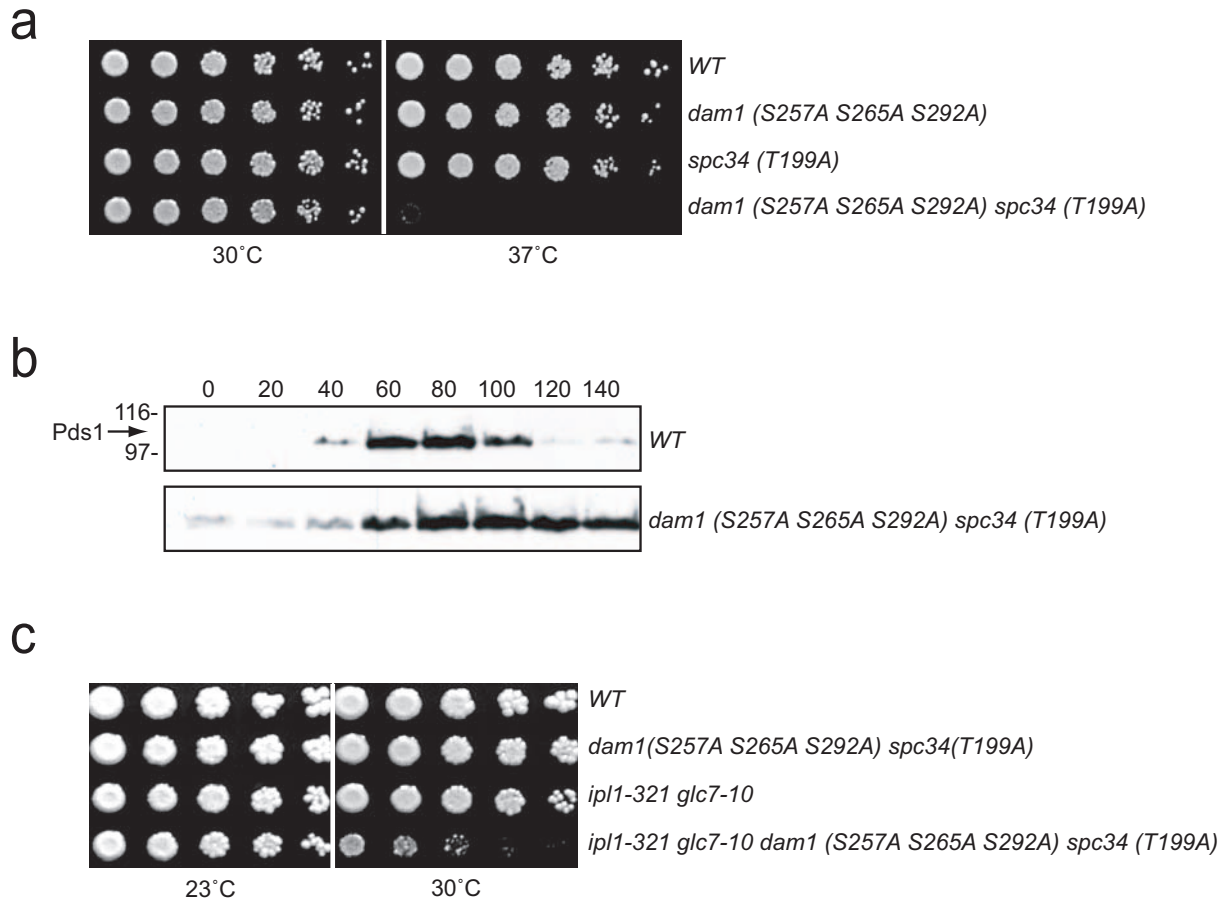 a
WT
dam1 (S257A S265A S292A)
spc34 (T199A)
dam1 (S257A S265A S292A) spc34 (T199A)
30˚C 37˚C
b
0 20 40 60 80 100 120 140
116-
Pds1
97-
WT
dam1 (S257A S265A S292A) spc34 (T199A)
c
WT
dam1(S257A S265A S292A) spc34(T199A)
ipl1-321 glc7-10
ipl1-321 glc7-10 dam1 (S257A S265A S292A) spc34 (T199A)
23˚C 30˚C